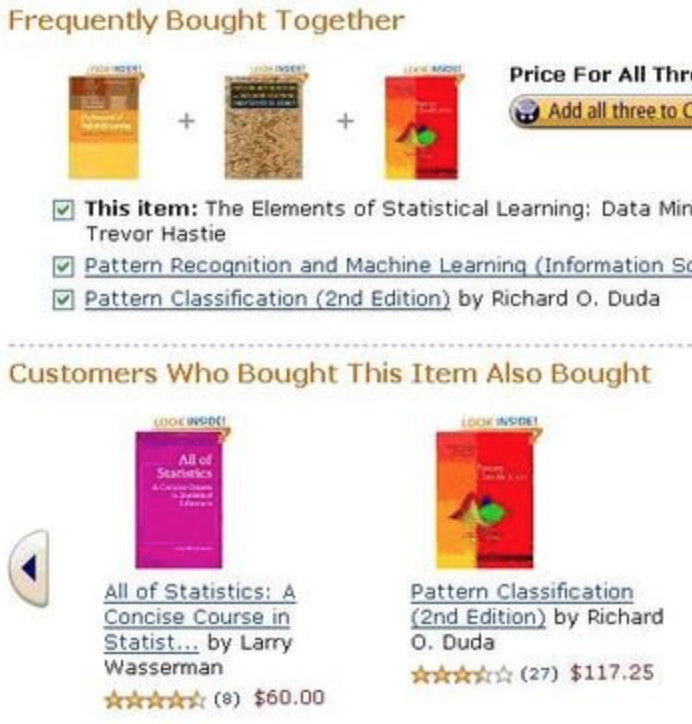 Frequently Bought Together
LOOK INSIDE!
LOOK INSIDE!
LOOK INSIDE!
+
+
Price For All Thre
Add all three to C
This item: The Elements of Statistical Learning: Data Min
Trevor Hastie
Pattern Recognition and Machine Learning (Information Sc
Pattern Classification (2nd Edition) by Richard O. Duda
Customers Who Bought This Item Also Bought
LOOK INSIDE!
LOOK INSIDE!
All of
Statistics
All of Statistics: A
Concise Course in
Statist... by Larry
Wasserman
(8) $60.00
Pattern Classification
(2nd Edition) by Richard
O. Duda
(27) $117.25